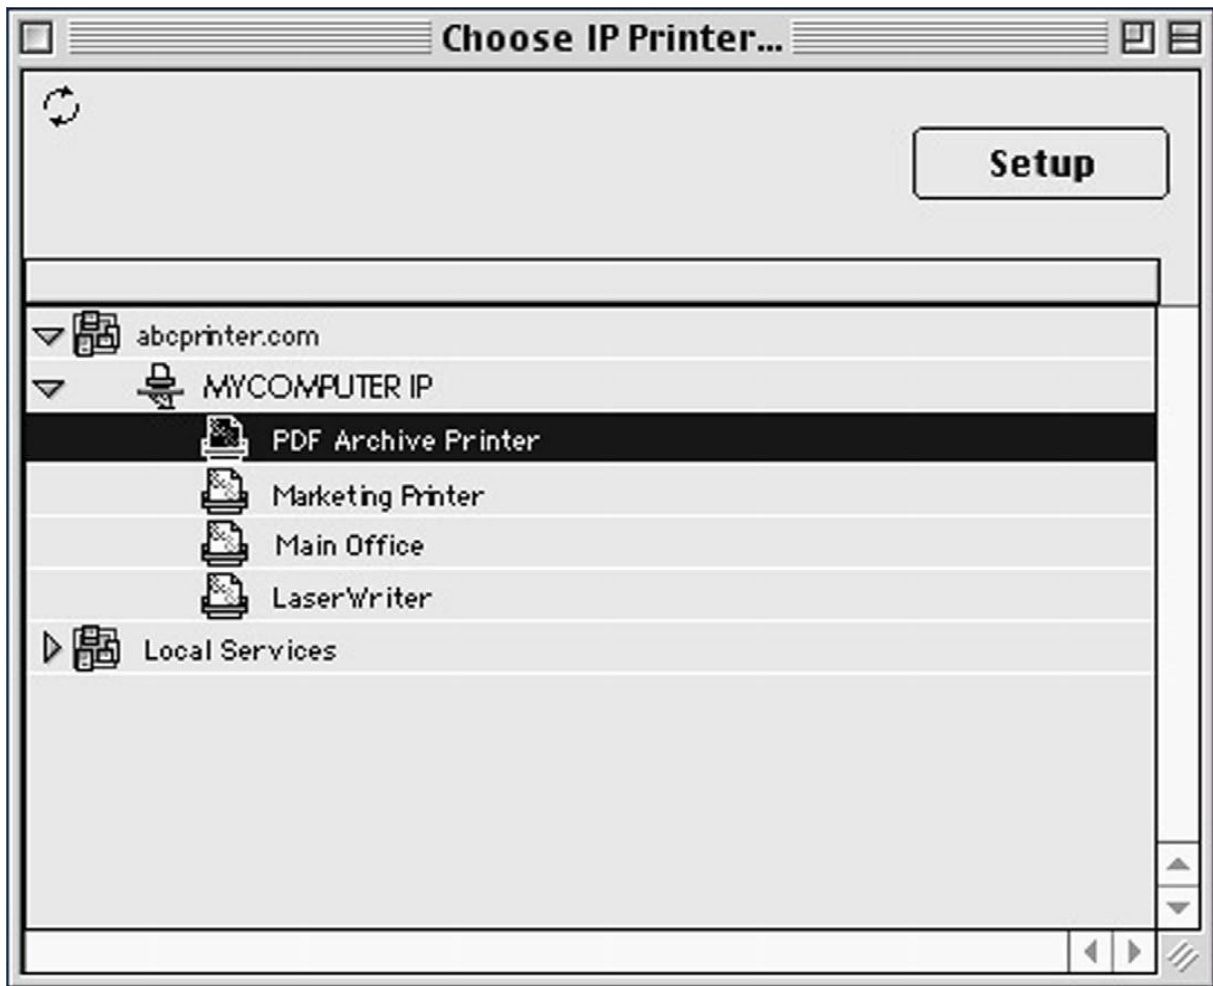 Choose IP Printer...
Setup
abcprinter.com
MYCOMPUTER IP
PDF Archive Printer
Marketing Printer
Main Office
LaserWriter
Local Services